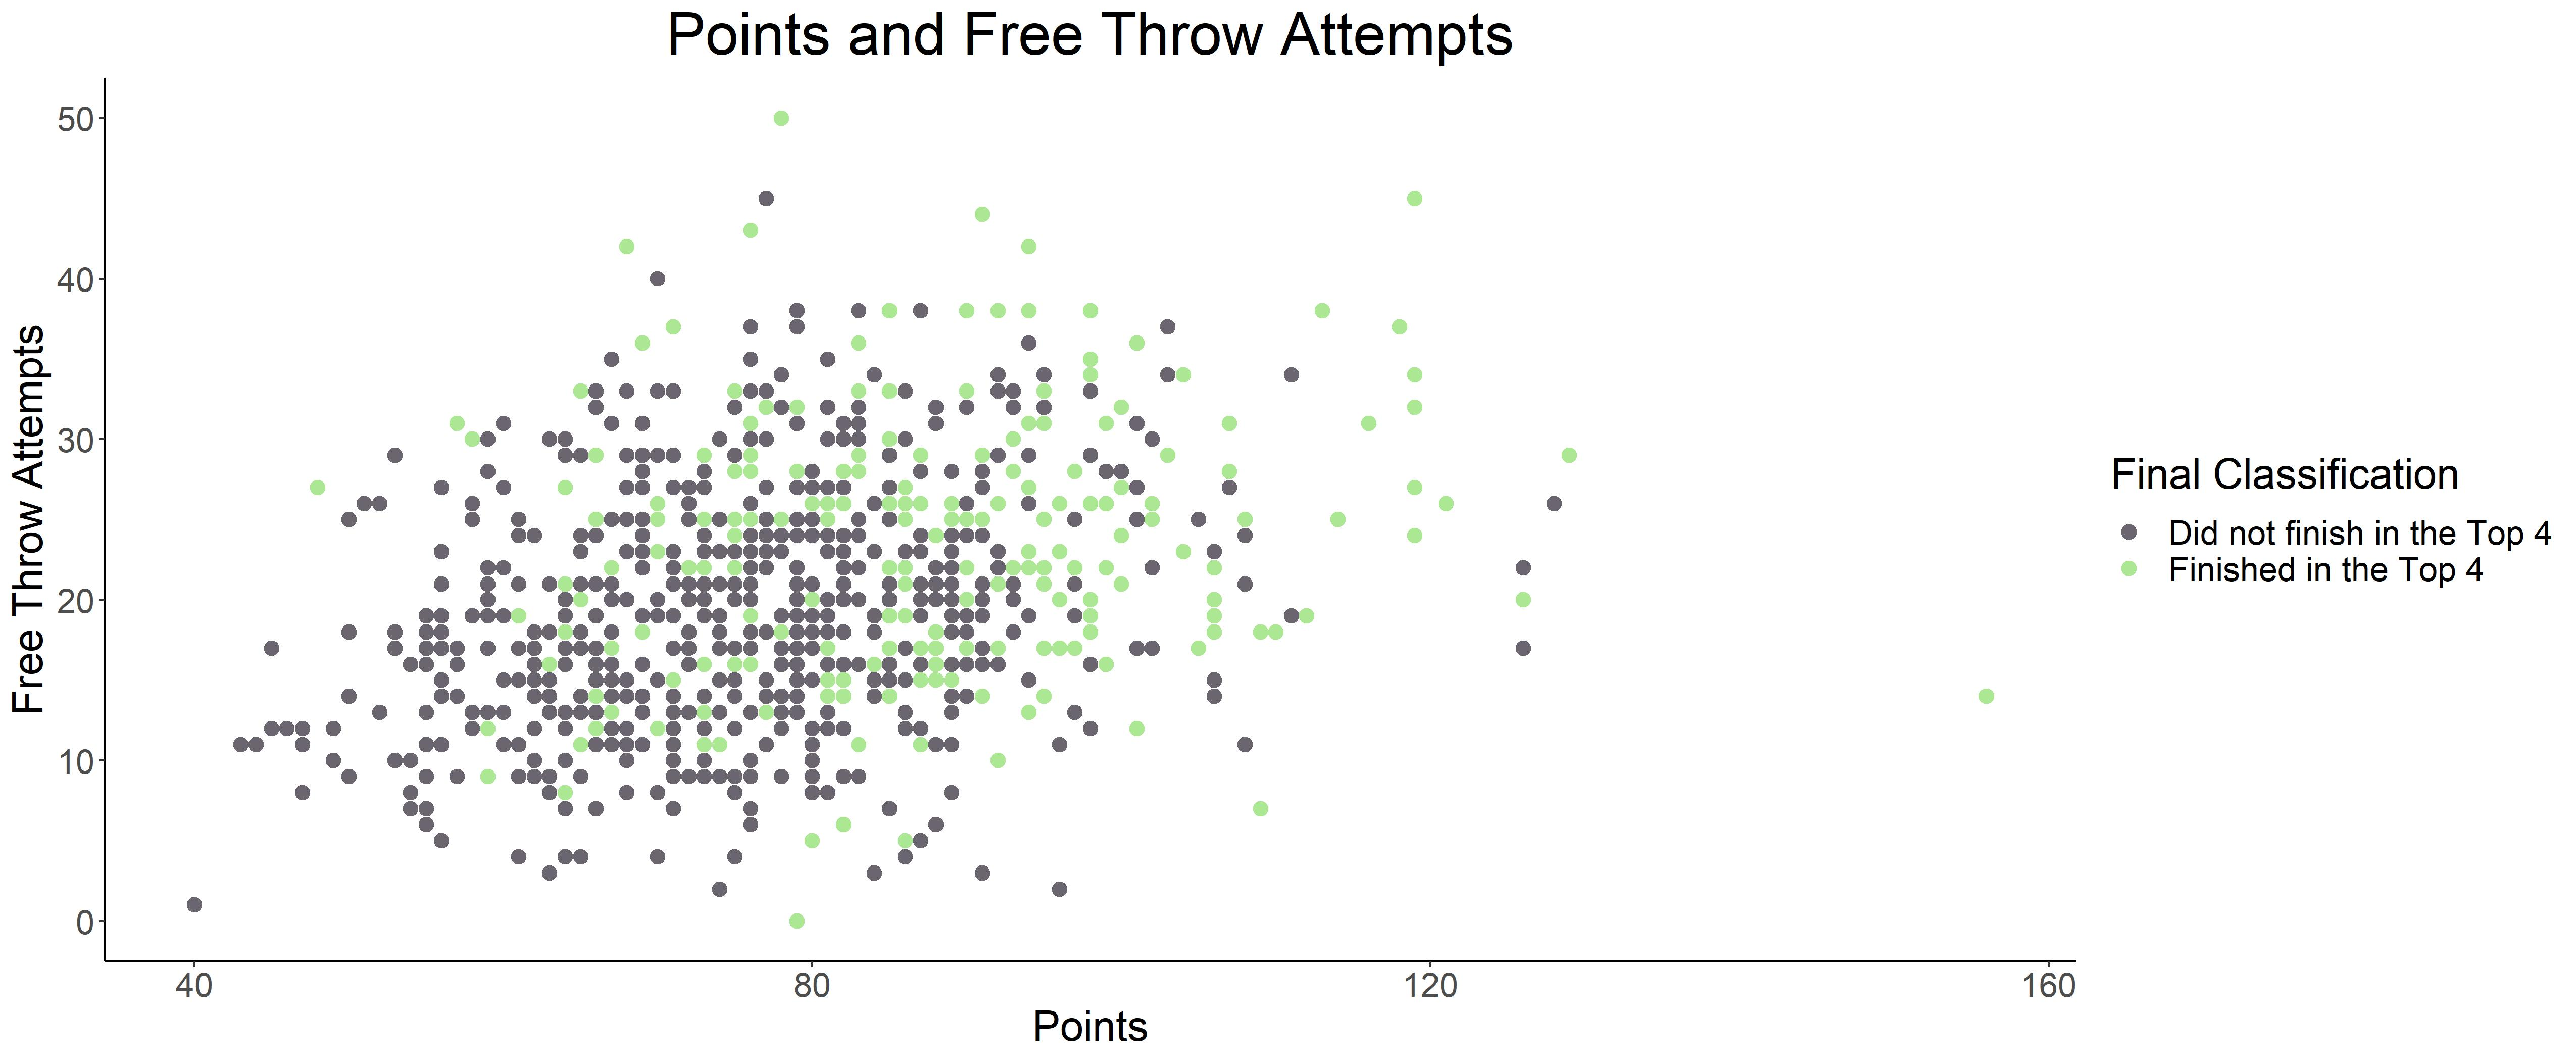 Points and Free Throw Attempts
50
40
30
20
10
0
Free Throw Attempts
40 80 120 160
Points
Final Classification
Did not finish in the Top 4
Finished in the Top 4